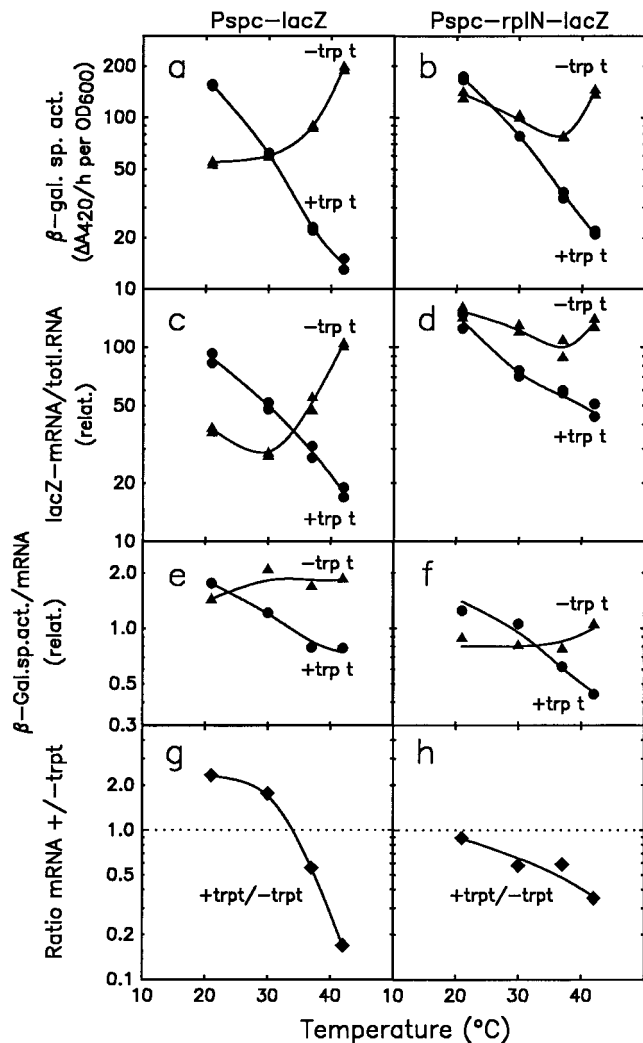 Pspc-lacZ
Pspc-rplN-lacZ
β-gal. sp. act.
(ΔA420/h per OD600)
200
100
50
20
10
a
-trp t
+trp t
b
-trp t
+trp t
lacZ-mRNA/totl.RNA
(relat.)
100
50
20
10
c
-trp t
+trp t
d
-trp t
+trp t
β-Gal.sp.act./mRNA
(relat.)
2.0
1.0
0.5
0.3
e
-trp t
+trp t
f
-trp t
+trp t
Ratio mRNA +/-trpt
2.0
1.0
0.5
0.2
0.1
g
+trpt/-trpt
h
+trpt/-trpt
10 20 30 40
10 20 30 40
Temperature (°C)